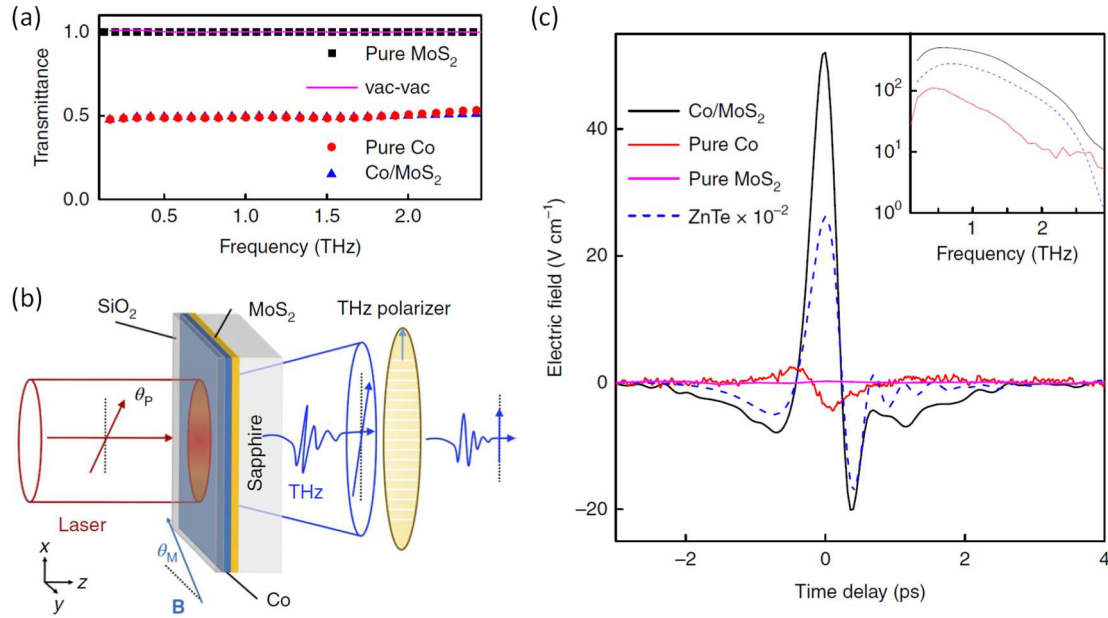 (a)
1.0
0.5
0.0
Transmittance
Pure MoS₂
vac-vac
Pure Co
Co/MoS₂
0.5 1.0 1.5 2.0
Frequency (THz)
(b)
SiO₂
MoS₂
THz polarizer
θP
Sapphire
THz
Laser
θM
x
z
y
B
Co
(c)
Electric field (V cm⁻¹)
40
20
0
−20
Co/MoS₂
Pure Co
Pure MoS₂
ZnTe × 10⁻²
10²
10¹
10⁰
1 2
Frequency (THz)
−2 0 2 4
Time delay (ps)